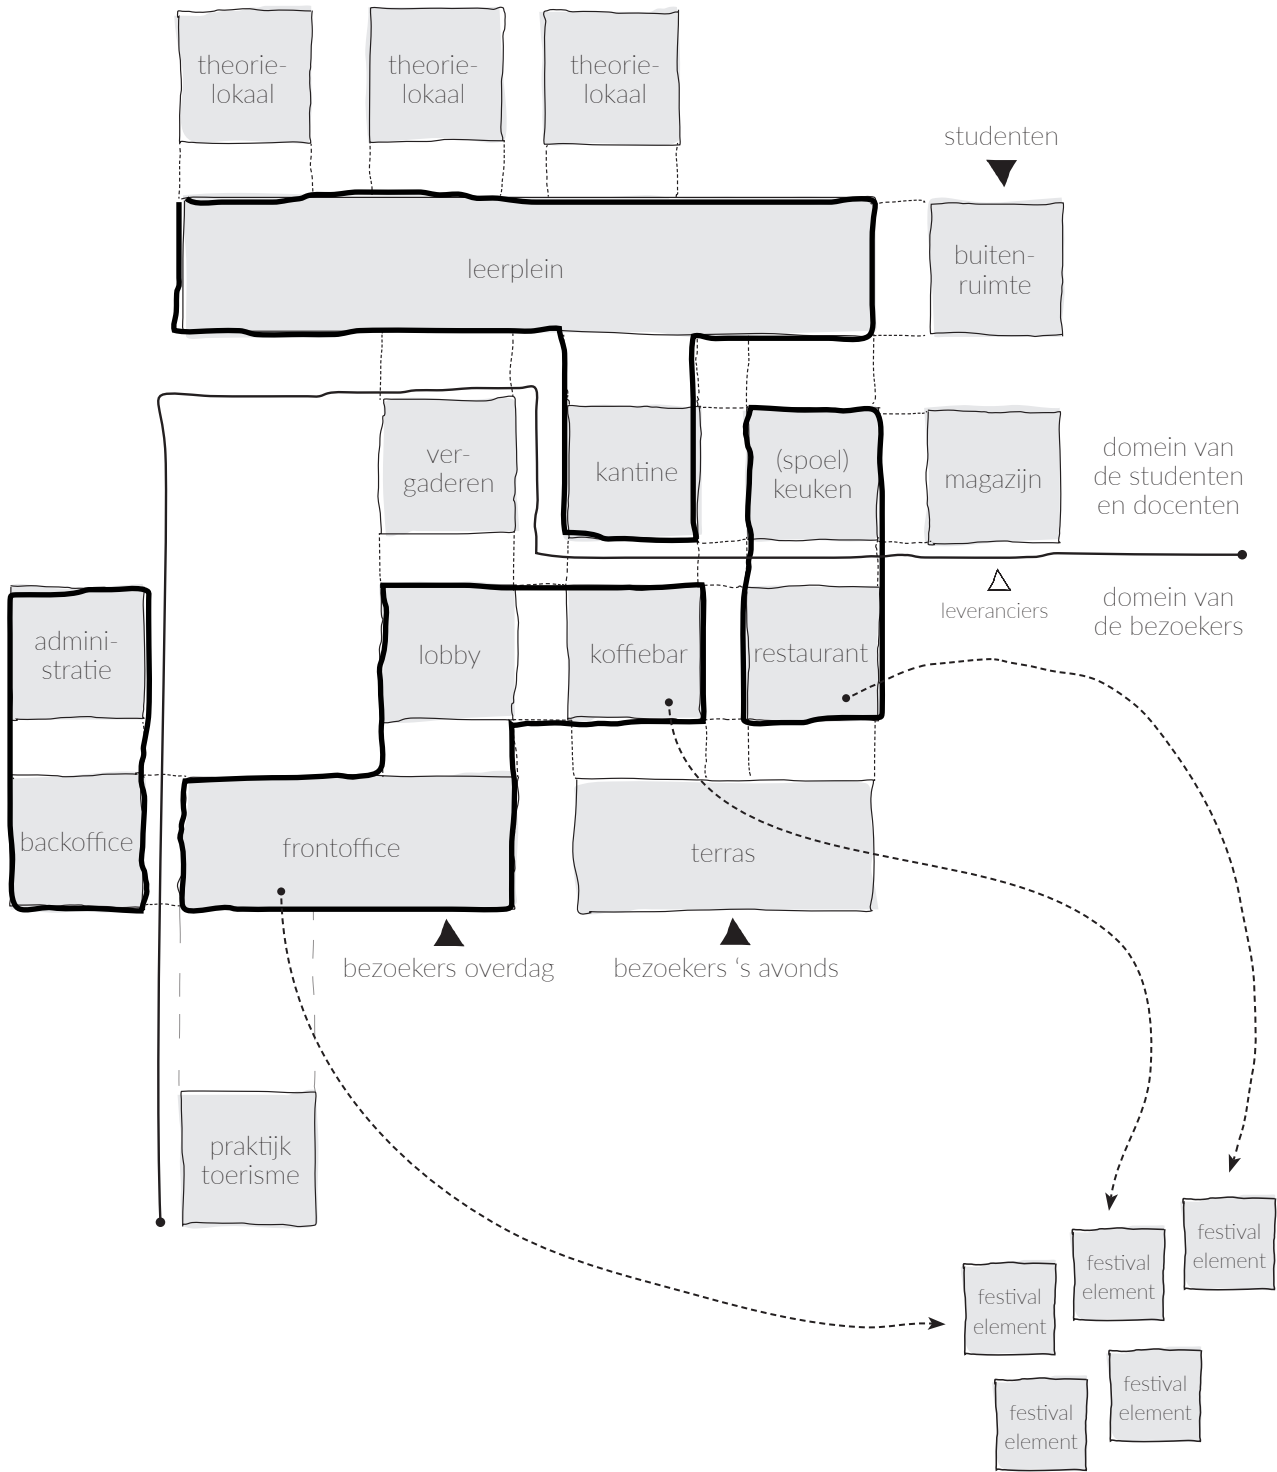 theorie-
lokaal
theorie-
lokaal
theorie-
lokaal
studenten
leerplein
buiten-
ruimte
ver-
gaderen
kantine
(spoel)
keuken
magazijn
domein van
de studenten
en docenten
leveranciers
domein van
de bezoekers
admini-
stratie
lobby
koffiebar
restaurant
backoffice
frontoffice
terras
bezoekers overdag
bezoekers ‘s avonds
praktijk
toerisme
festival
element
festival
element
festival
element
festival
element
festival
element